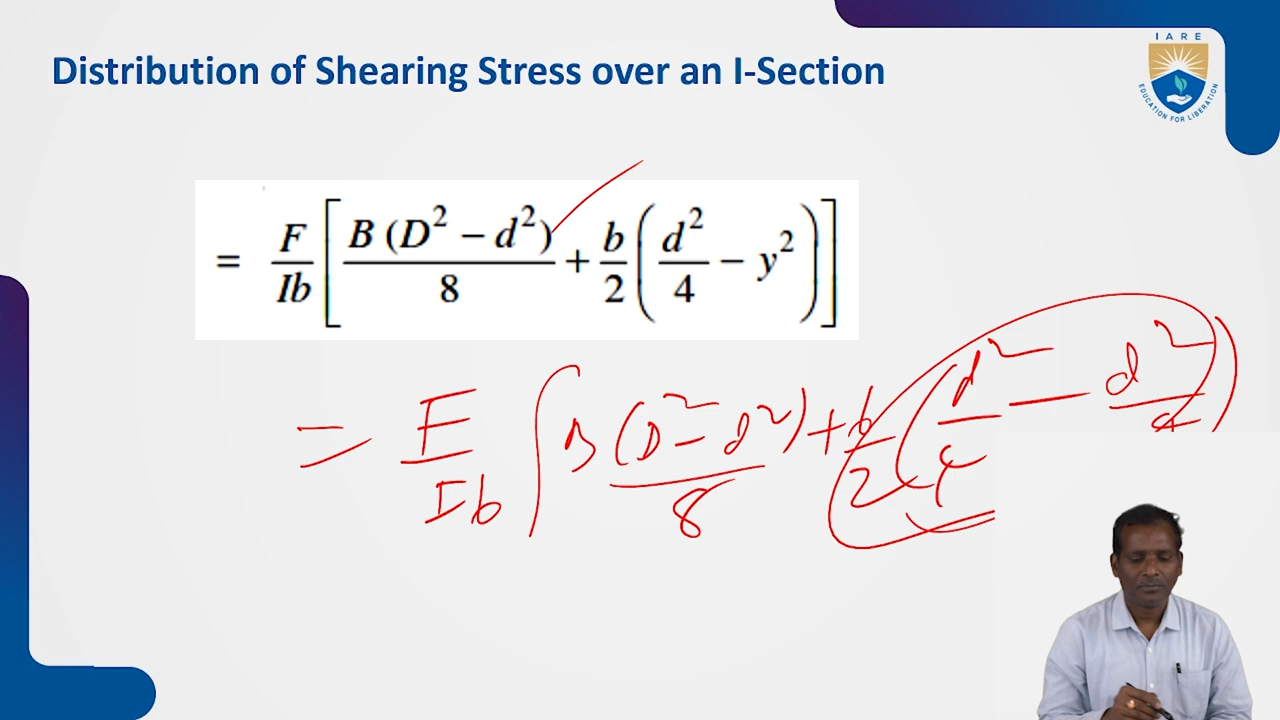 Distribution of Shearing Stress over an I-Section
IARE
EDUCATION FOR LIBERATION
= F/Ib [ B (D² − d²)/8 + b/2 ( d²/4 − y² ) ]
= F/Ib [ B (D² − d²)/8 + b/2 ( d²/4 − d²/4 )